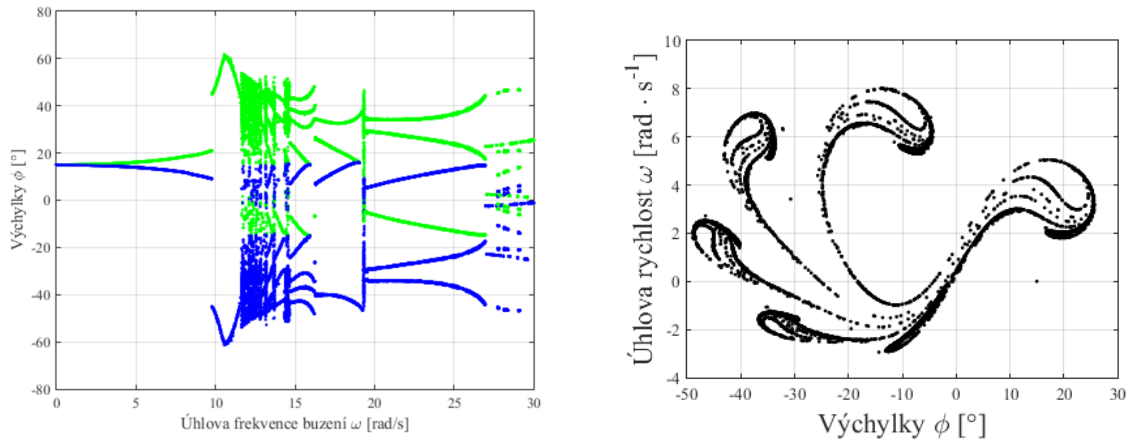 80
60
40
20
0
-20
-40
-60
-80
Výchylky ϕ [°]
0 5 10 15 20 25 30
Úhlova frekvence buzení ω [rad/s]
10
8
6
4
2
0
-2
-4
Úhlova rychlost ω [rad · s⁻¹]
-50 -40 -30 -20 -10 0 10 20 30
Výchylky ϕ [°]